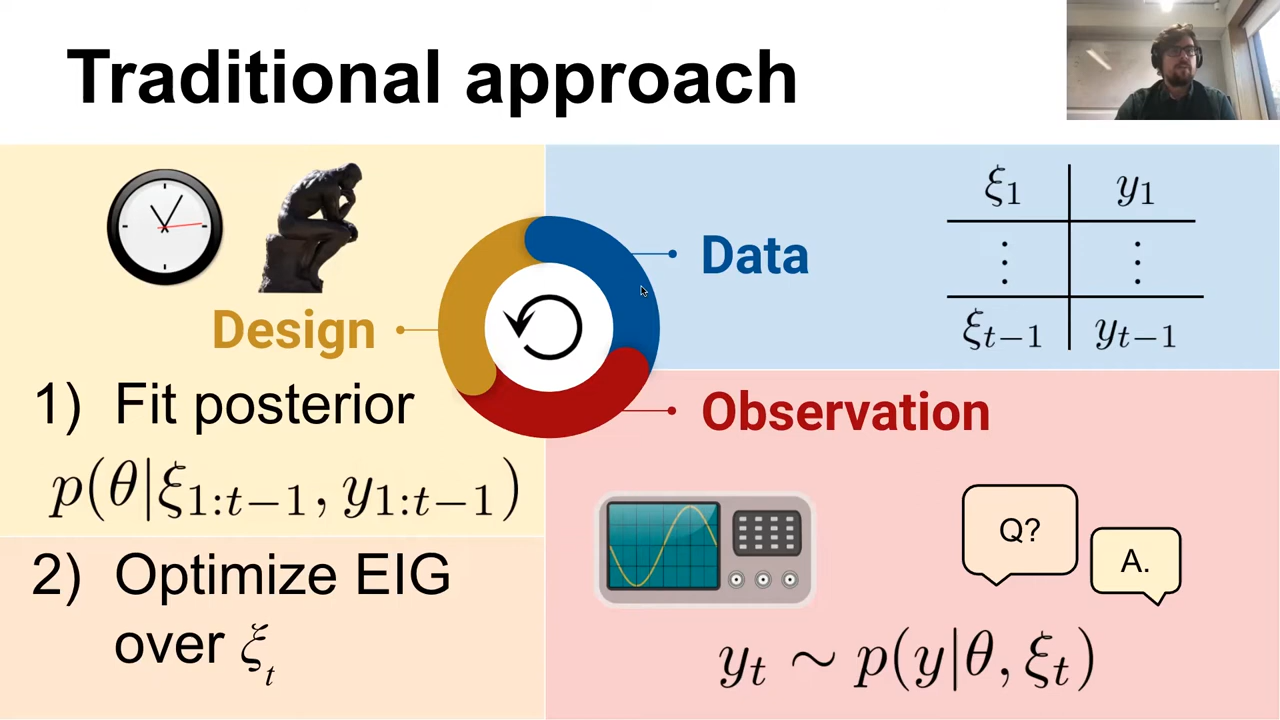 Traditional approach
Design
1) Fit posterior
p(θ|ξ_{1:t−1}, y_{1:t−1})
2) Optimize EIG
over ξ_t
Data
ξ_1 y_1
⋮ ⋮
ξ_{t−1} y_{t−1}
Observation
Q?
A.
y_t ∼ p(y|θ, ξ_t)